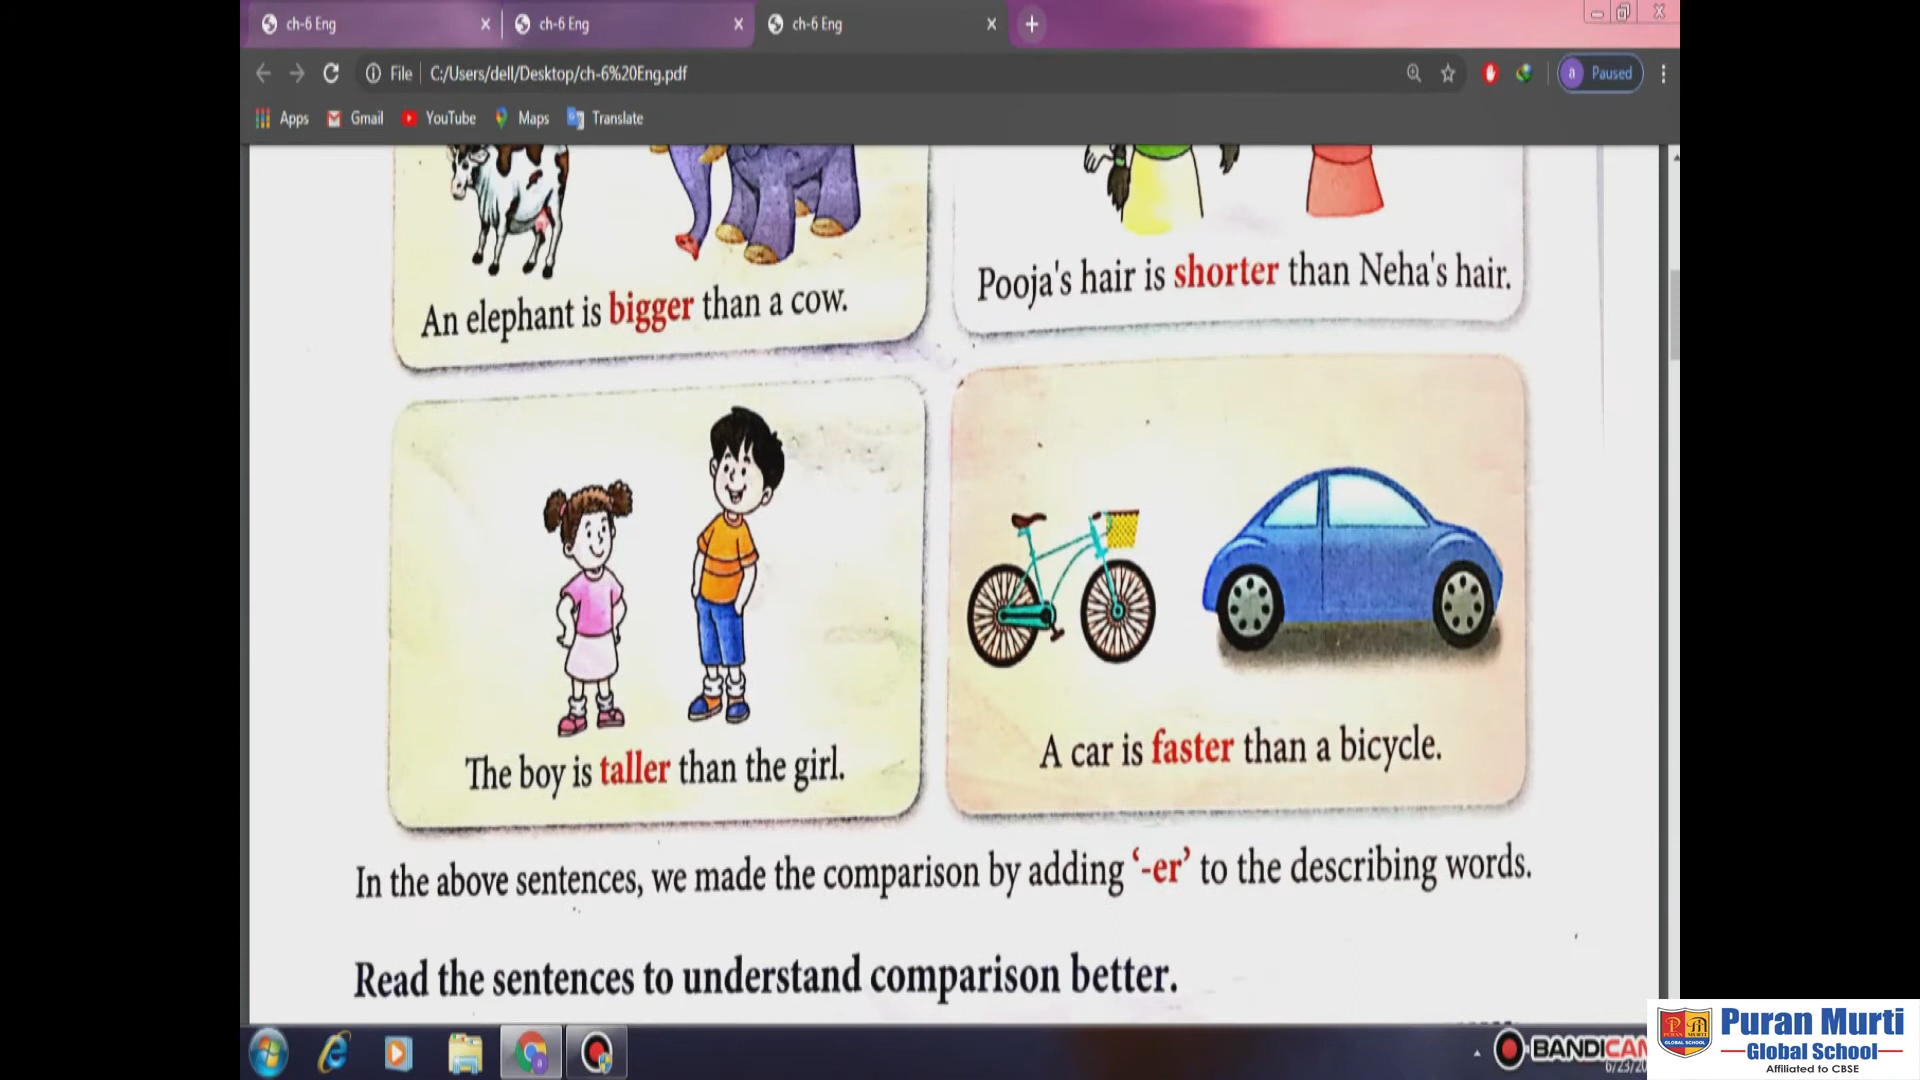 ch-6 Eng
ch-6 Eng
ch-6 Eng
File
C:/Users/dell/Desktop/ch-6%20Eng.pdf
a Paused
Apps
Gmail
YouTube
Maps
Translate
An elephant is bigger than a cow.
Pooja's hair is shorter than Neha's hair.
The boy is taller than the girl.
A car is faster than a bicycle.
In the above sentences, we made the comparison by adding ‘-er’ to the describing words.
Read the sentences to understand comparison better.
Puran Murti
Global School
Affiliated to CBSE